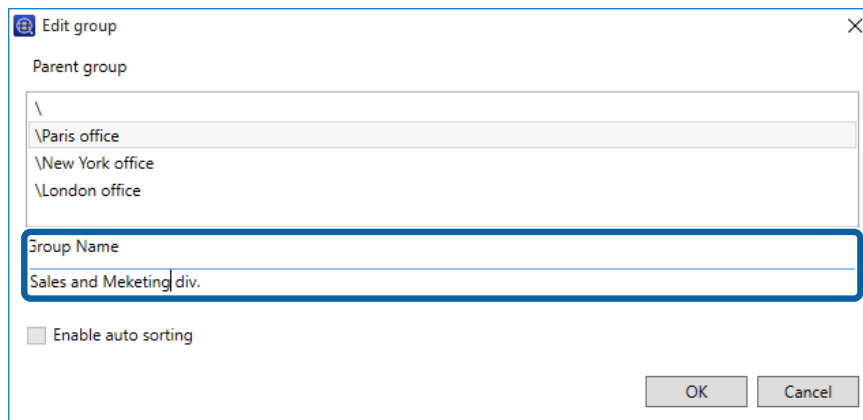 Edit group
Parent group
\
\Paris office
\New York office
\London office
Group Name
Sales and Meketing div.
Enable auto sorting
OK Cancel